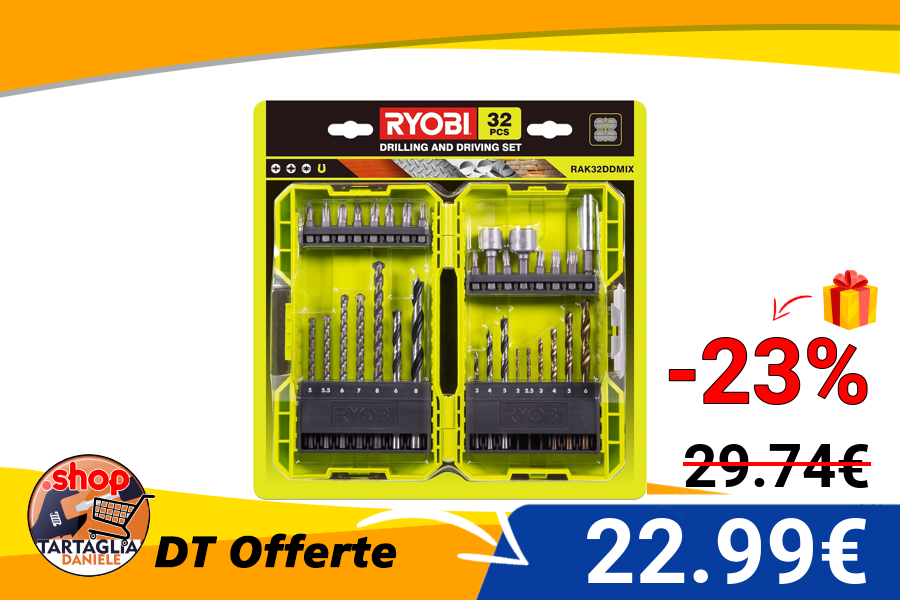 RYOBI
32
PCS
DRILLING AND DRIVING SET
RAK32DDMIX
5 5.5 6 7 8 6 8
3 4 5 2 2.5 3 4 5 6
RYOBI
RYOBI
-23%
29.74€
22.99€
.shop
TARTAGLIA
DANIELE
DT Offerte